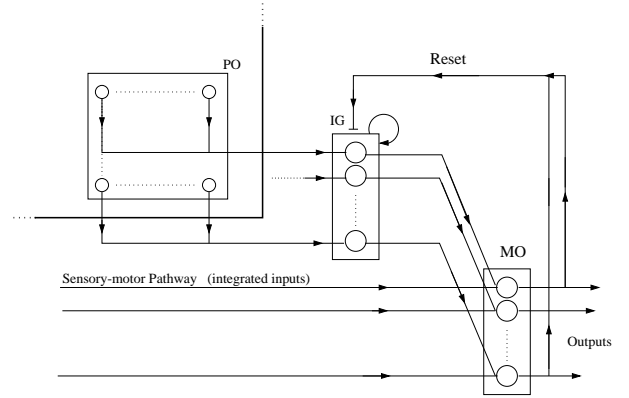 PO
Reset
IG
MO
Sensory-motor Pathway (integrated inputs)
Outputs